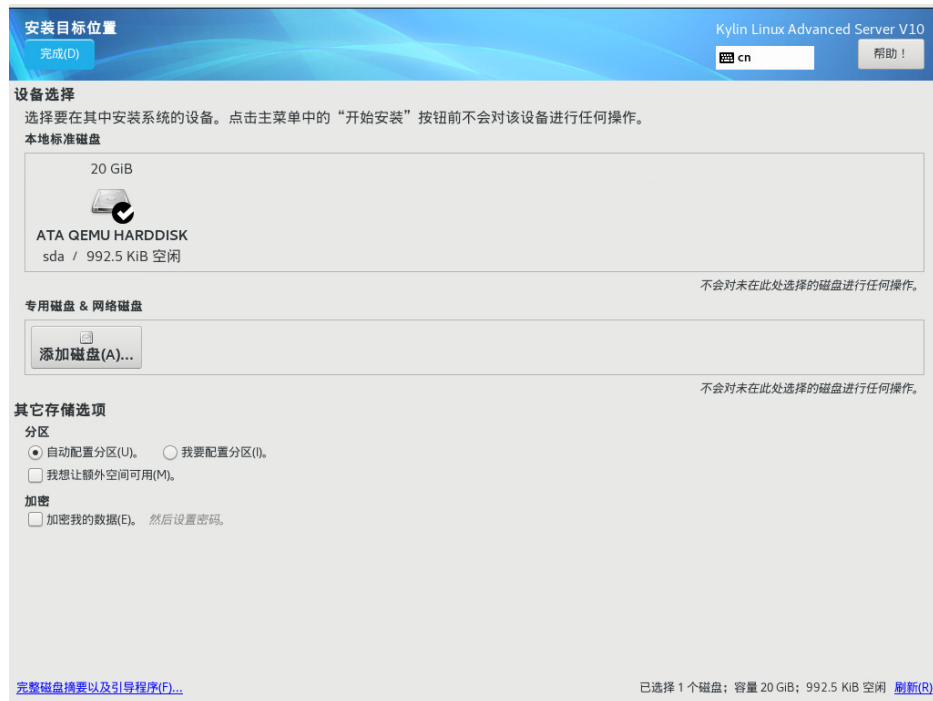 安装目标位置
Kylin Linux Advanced Server V10
完成(D)
cn
帮助！
设备选择
选择要在其中安装系统的设备。点击主菜单中的“开始安装”按钮前不会对该设备进行任何操作。
本地标准磁盘
20 GiB
ATA QEMU HARDDISK
sda / 992.5 KiB 空闲
不会对未在此处选择的磁盘进行任何操作。
专用磁盘 & 网络磁盘
添加磁盘(A)...
不会对未在此处选择的磁盘进行任何操作。
其它存储选项
分区
自动配置分区(U)。 我要配置分区(I)。
我想让额外空间可用(M)。
加密
加密我的数据(E)。 然后设置密码。
完整磁盘摘要以及引导程序(F)... 已选择 1 个磁盘；容量 20 GiB；992.5 KiB 空闲 刷新(R)